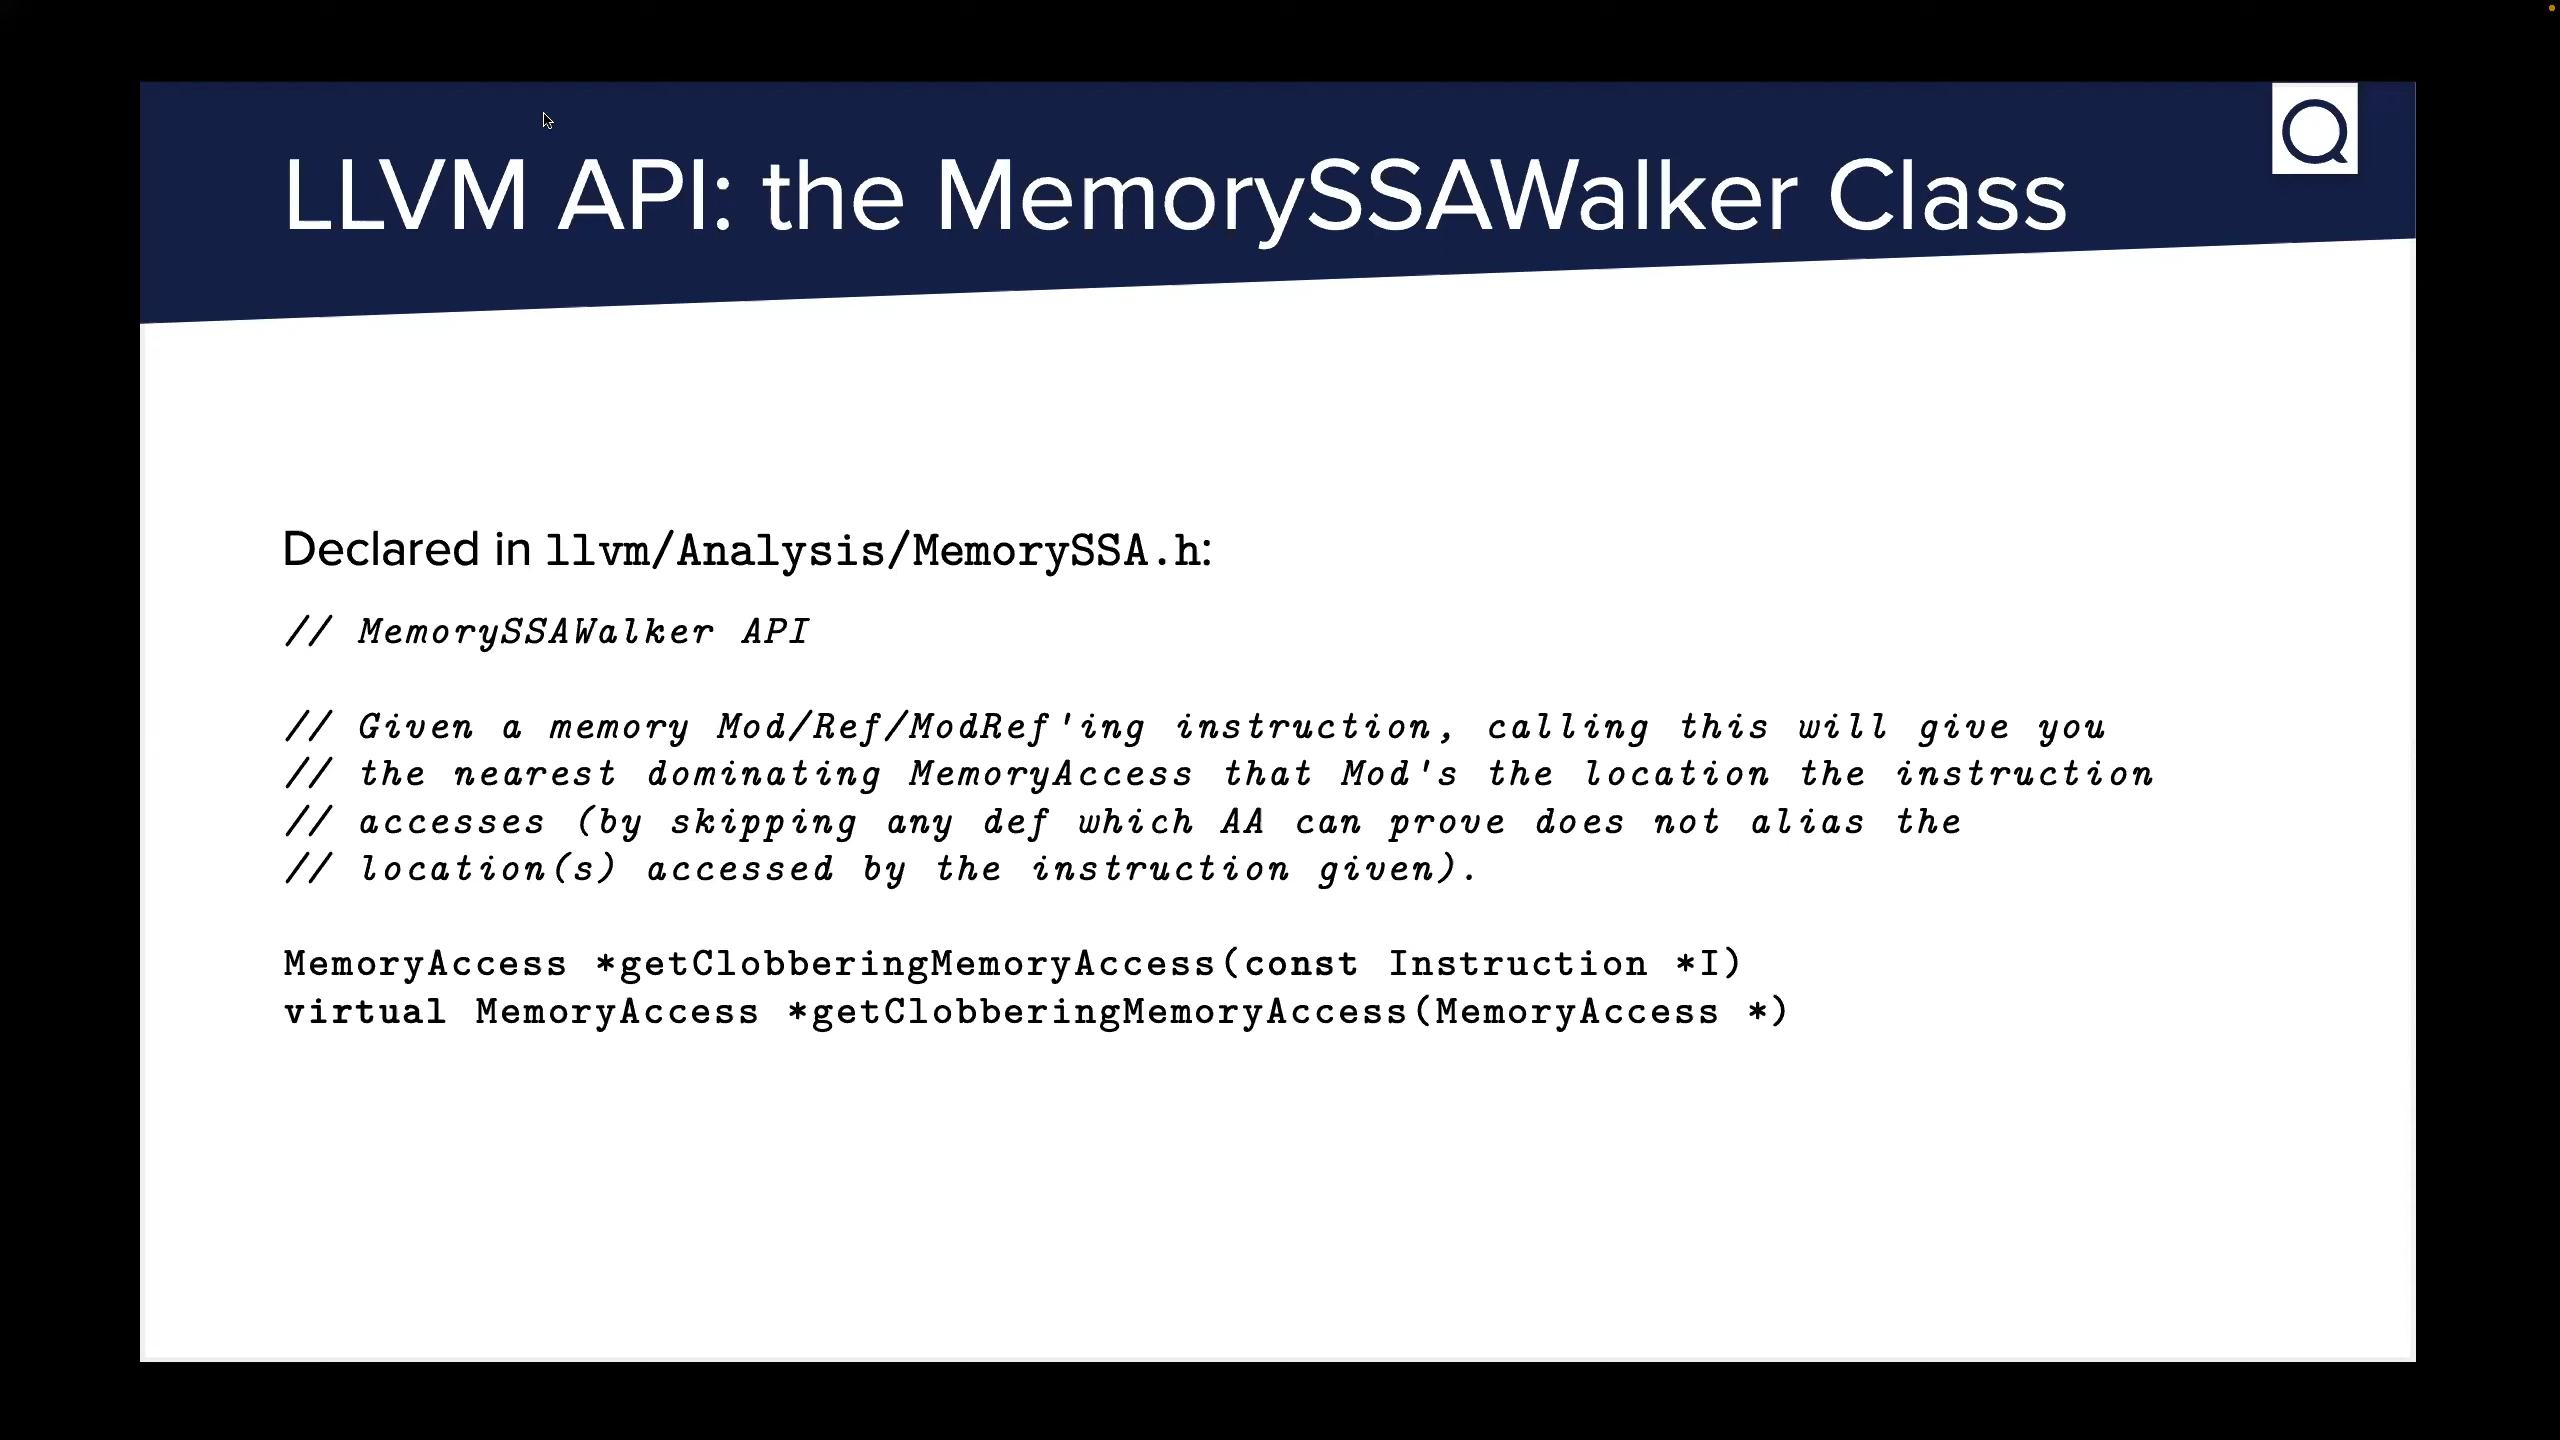 LLVM API: the MemorySSAWalker Class
Declared in llvm/Analysis/MemorySSA.h:
// MemorySSAWalker API
// Given a memory Mod/Ref/ModRef'ing instruction, calling this will give you
// the nearest dominating MemoryAccess that Mod's the location the instruction
// accesses (by skipping any def which AA can prove does not alias the
// location(s) accessed by the instruction given).
MemoryAccess *getClobberingMemoryAccess(const Instruction *I)
virtual MemoryAccess *getClobberingMemoryAccess(MemoryAccess *)